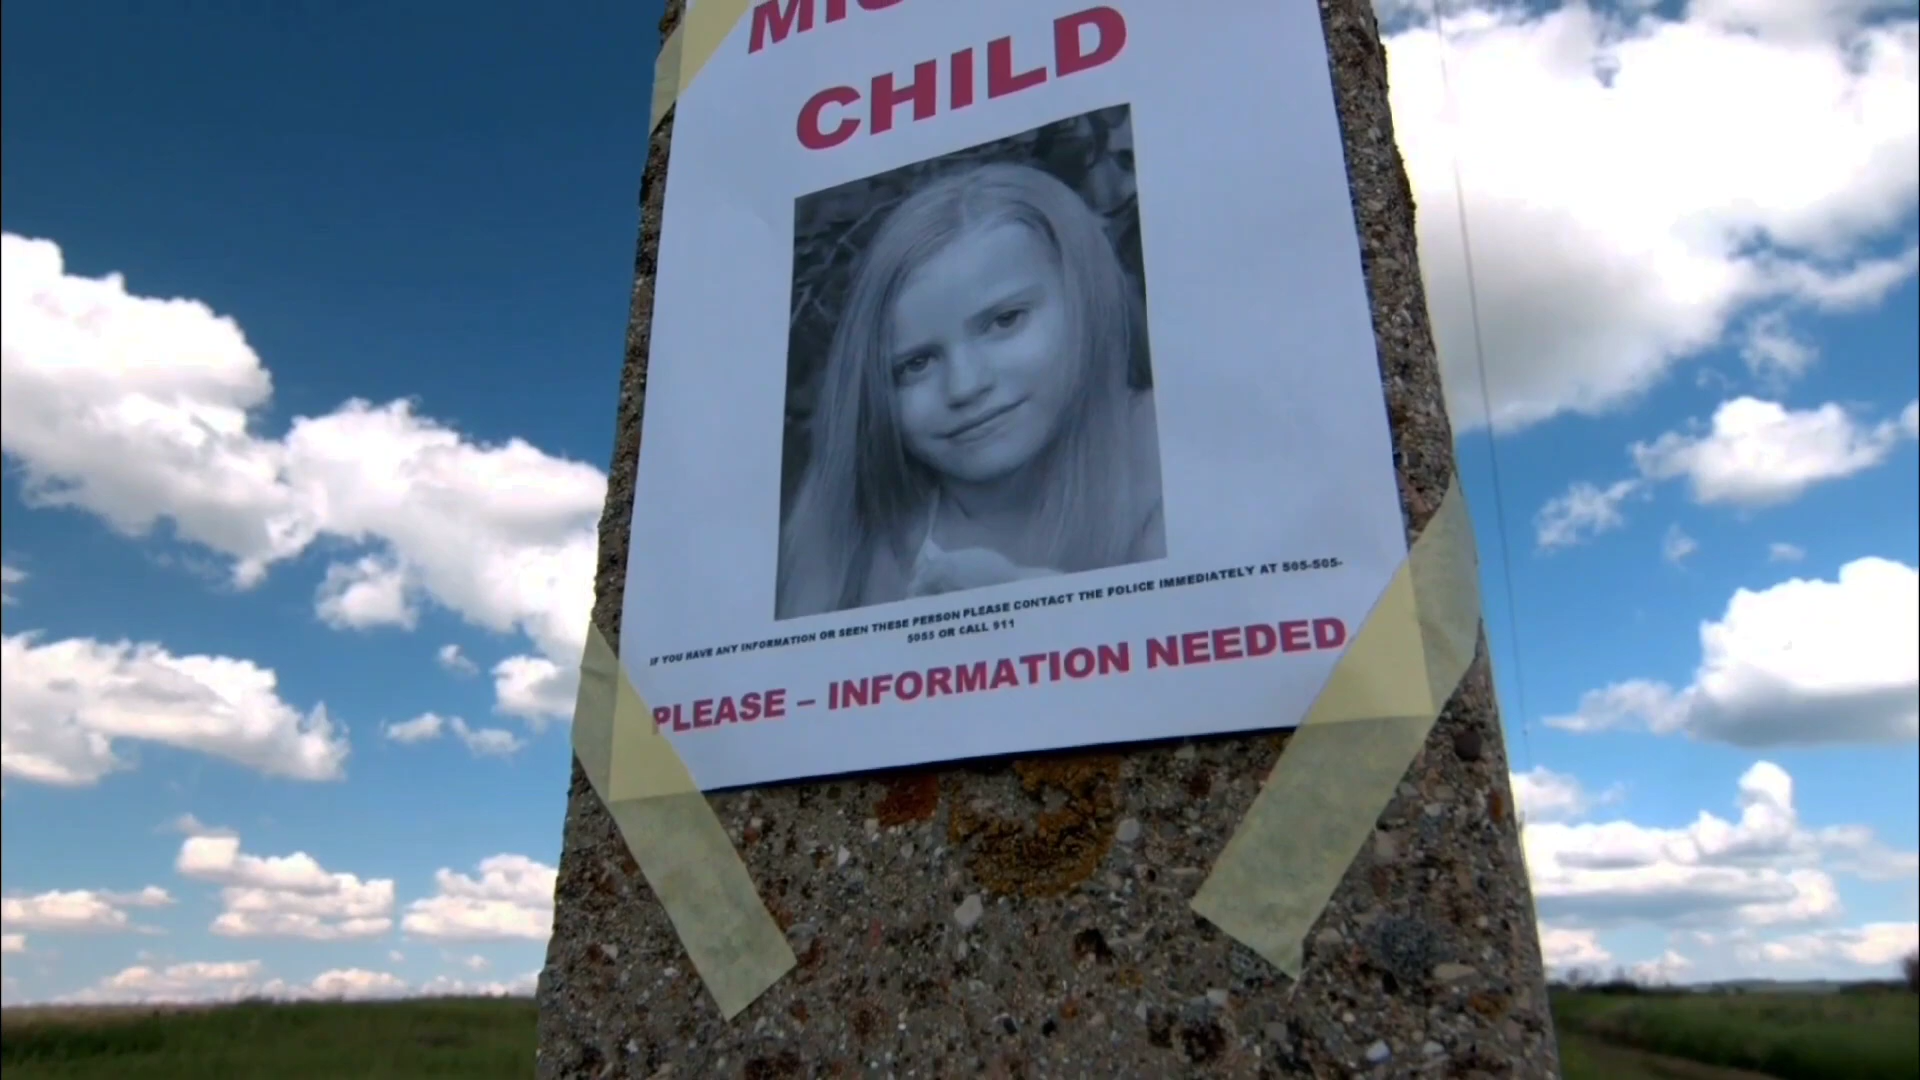 CHILD
IF YOU HAVE ANY INFORMATION OR SEEN THESE PERSON PLEASE CONTACT THE POLICE IMMEDIATELY AT 505-505-
5055 OR CALL 911
PLEASE – INFORMATION NEEDED